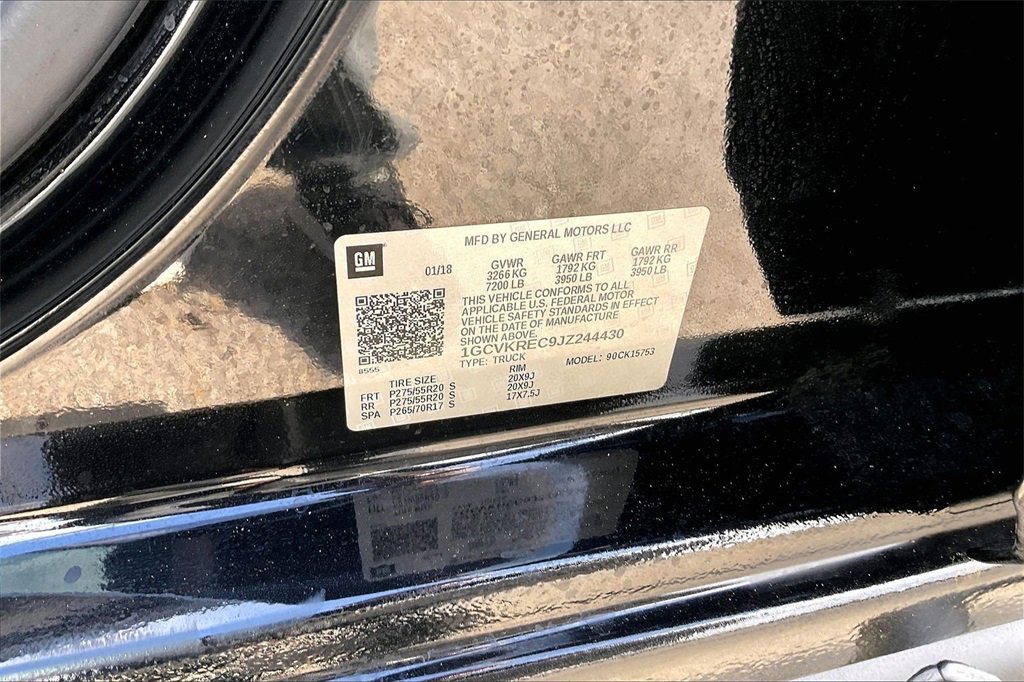 MFD BY GENERAL MOTORS LLC
GM
01/18
GVWR GAWR FRT GAWR RR
3266 KG 1792 KG 1792 KG
7200 LB 3950 LB 3950 LB
THIS VEHICLE CONFORMS TO ALL
APPLICABLE U.S. FEDERAL MOTOR
VEHICLE SAFETY STANDARDS IN EFFECT
ON THE DATE OF MANUFACTURE
SHOWN ABOVE.
1GCVKREC9JZ244430
8555
TYPE: TRUCK MODEL: 90CK15753
TIRE SIZE RIM
FRT P275/55R20 S 20X9J
RR P275/55R20 S 20X9J
SPA P265/70R17 S 17X7.5J